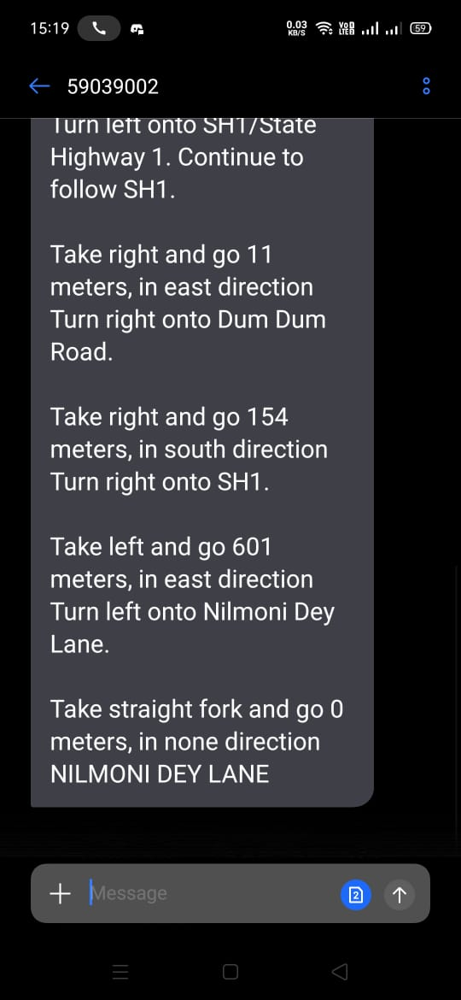 15:19
0.03
KB/S
VoD
LTE2
59
59039002
Turn left onto SH1/State
Highway 1. Continue to
follow SH1.
Take right and go 11
meters, in east direction
Turn right onto Dum Dum
Road.
Take right and go 154
meters, in south direction
Turn right onto SH1.
Take left and go 601
meters, in east direction
Turn left onto Nilmoni Dey
Lane.
Take straight fork and go 0
meters, in none direction
NILMONI DEY LANE
Message
2